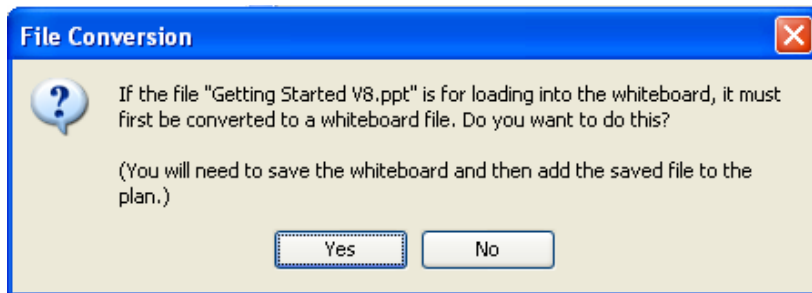 File Conversion
If the file "Getting Started V8.ppt" is for loading into the whiteboard, it must
first be converted to a whiteboard file. Do you want to do this?
(You will need to save the whiteboard and then add the saved file to the
plan.)
Yes No